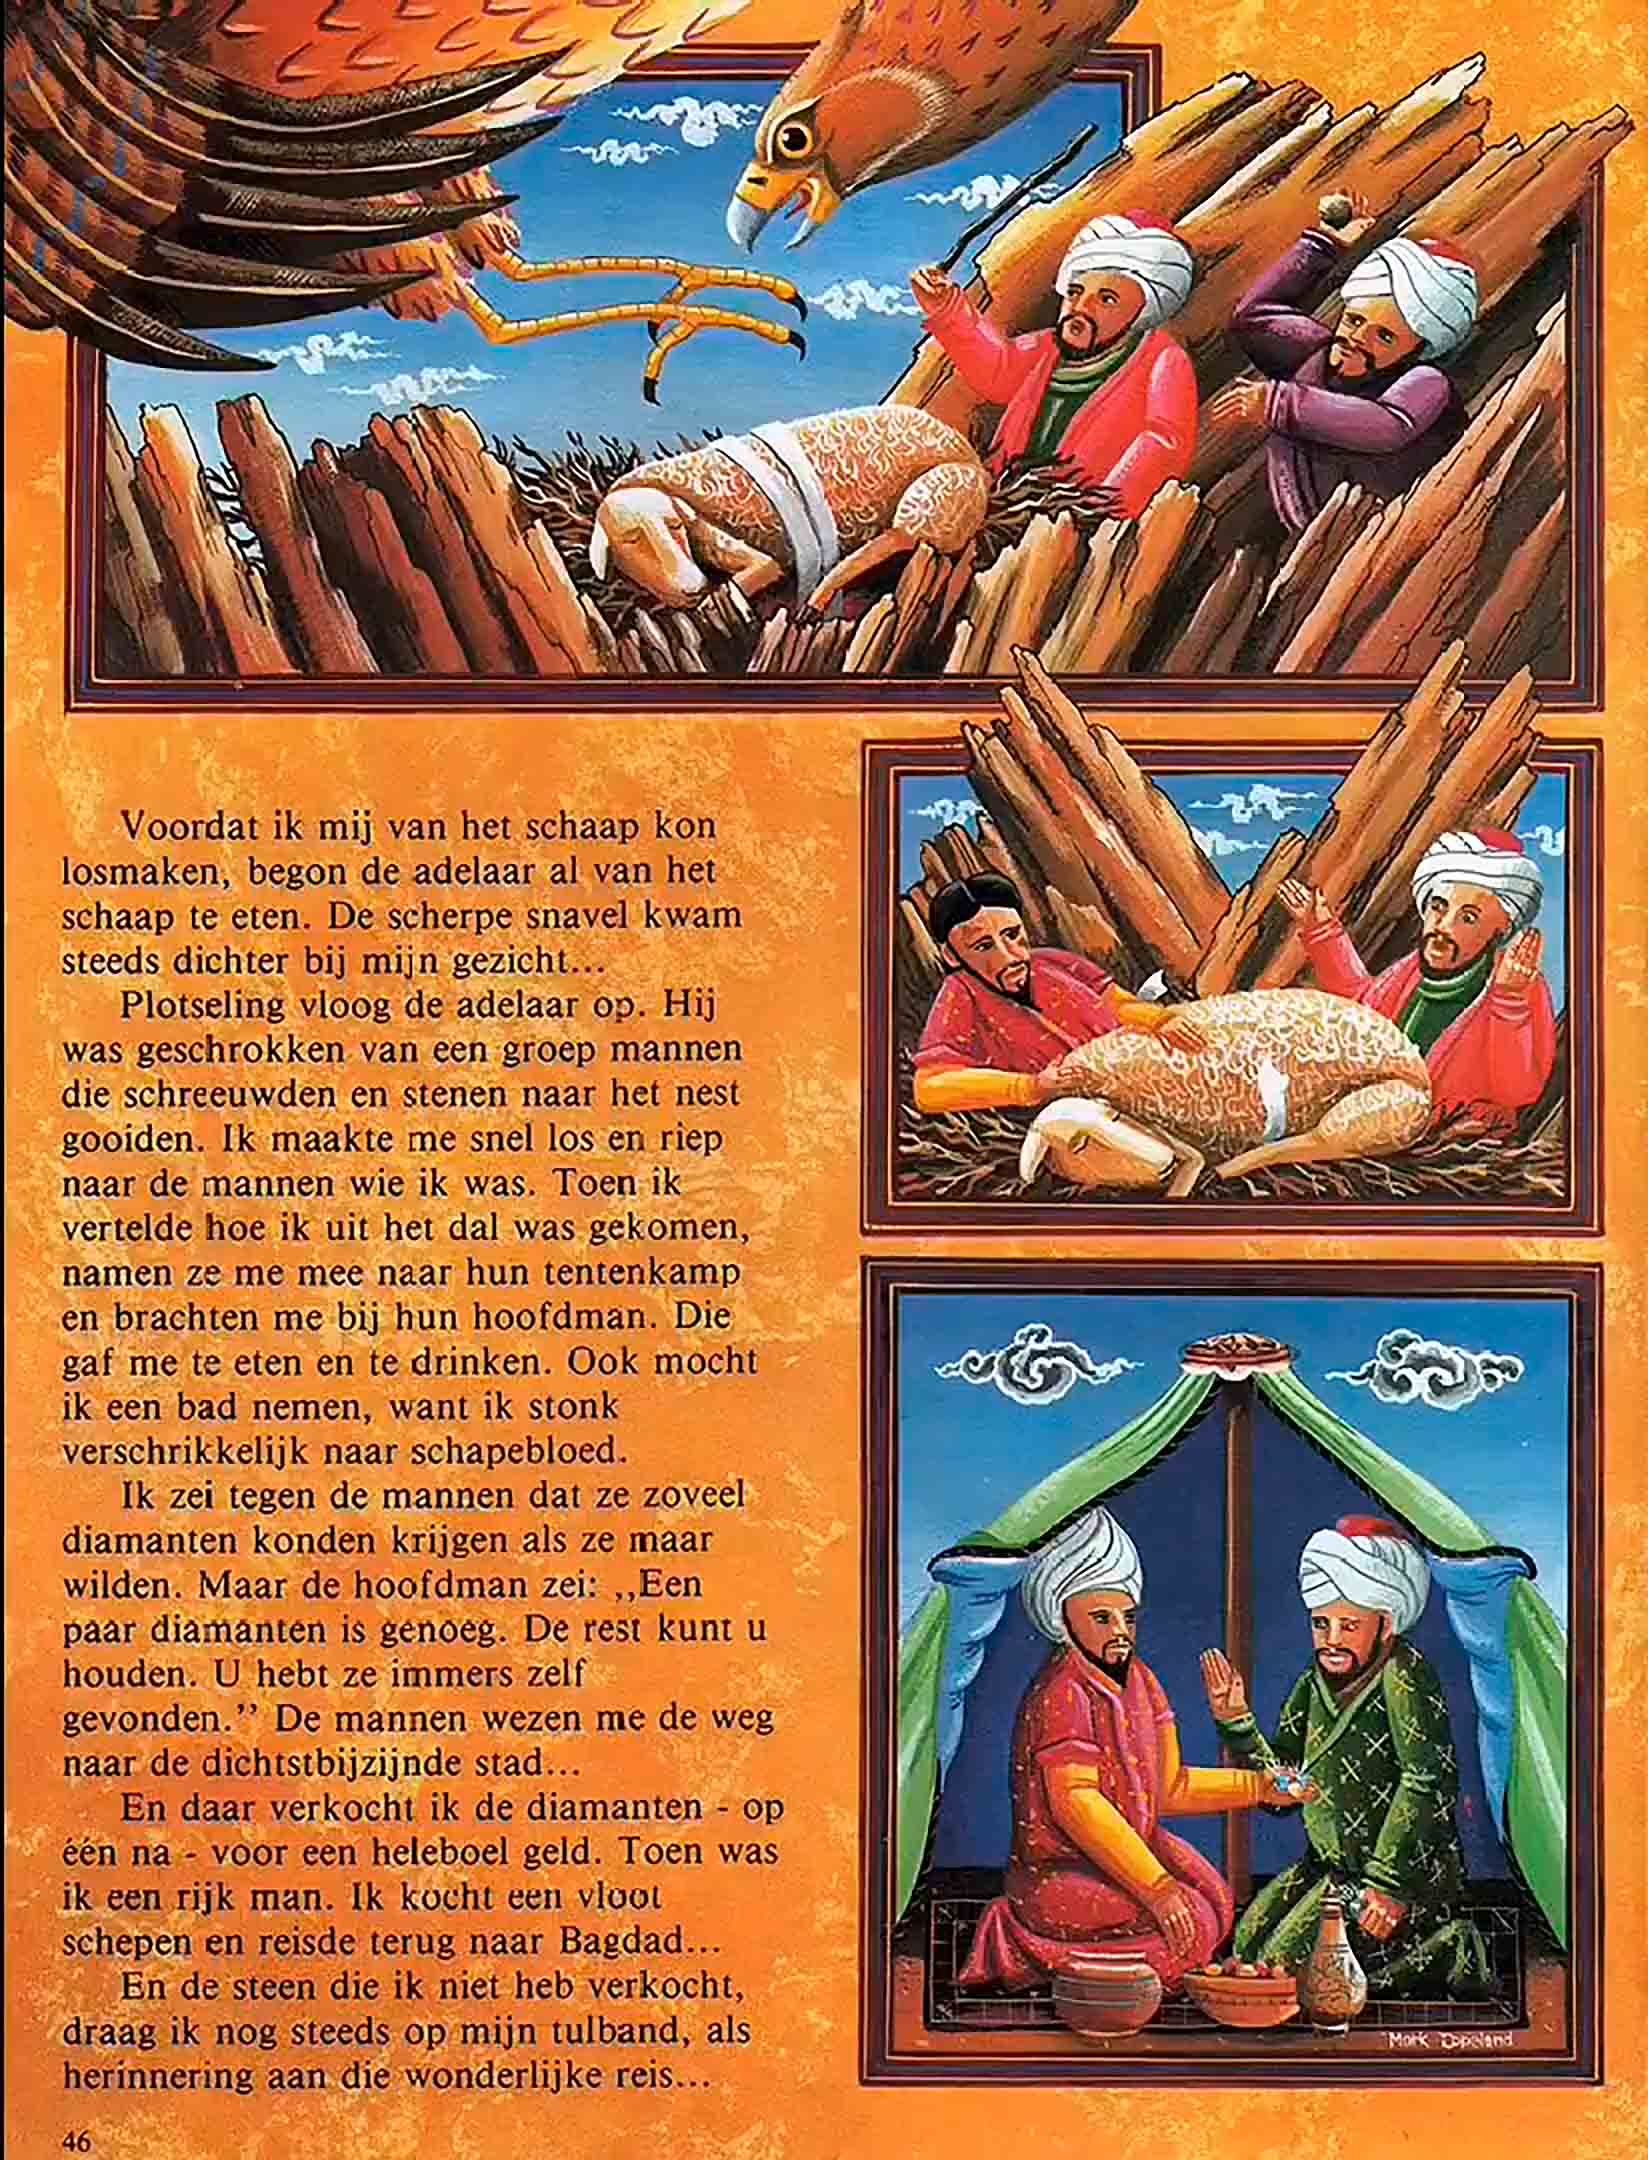 Voordat ik mij van het schaap kon
losmaken, begon de adelaar al van het
schaap te eten. De scherpe snavel kwam
steeds dichter bij mijn gezicht...
Plotseling vloog de adelaar op. Hij
was geschrokken van een groep mannen
die schreeuwden en stenen naar het nest
gooiden. Ik maakte me snel los en riep
naar de mannen wie ik was. Toen ik
vertelde hoe ik uit het dal was gekomen,
namen ze me mee naar hun tentenkamp
en brachten me bij hun hoofdman. Die
gaf me te eten en te drinken. Ook mocht
ik een bad nemen, want ik stonk
verschrikkelijk naar schapebloed.
Ik zei tegen de mannen dat ze zoveel
diamanten konden krijgen als ze maar
wilden. Maar de hoofdman zei: ,,Een
paar diamanten is genoeg. De rest kunt u
houden. U hebt ze immers zelf
gevonden.'' De mannen wezen me de weg
naar de dichtstbijzijnde stad...
En daar verkocht ik de diamanten - op
één na - voor een heleboel geld. Toen was
ik een rijk man. Ik kocht een vloot
schepen en reisde terug naar Bagdad...
En de steen die ik niet heb verkocht,
draag ik nog steeds op mijn tulband, als
herinnering aan die wonderlijke reis...
Mark Copeland
46